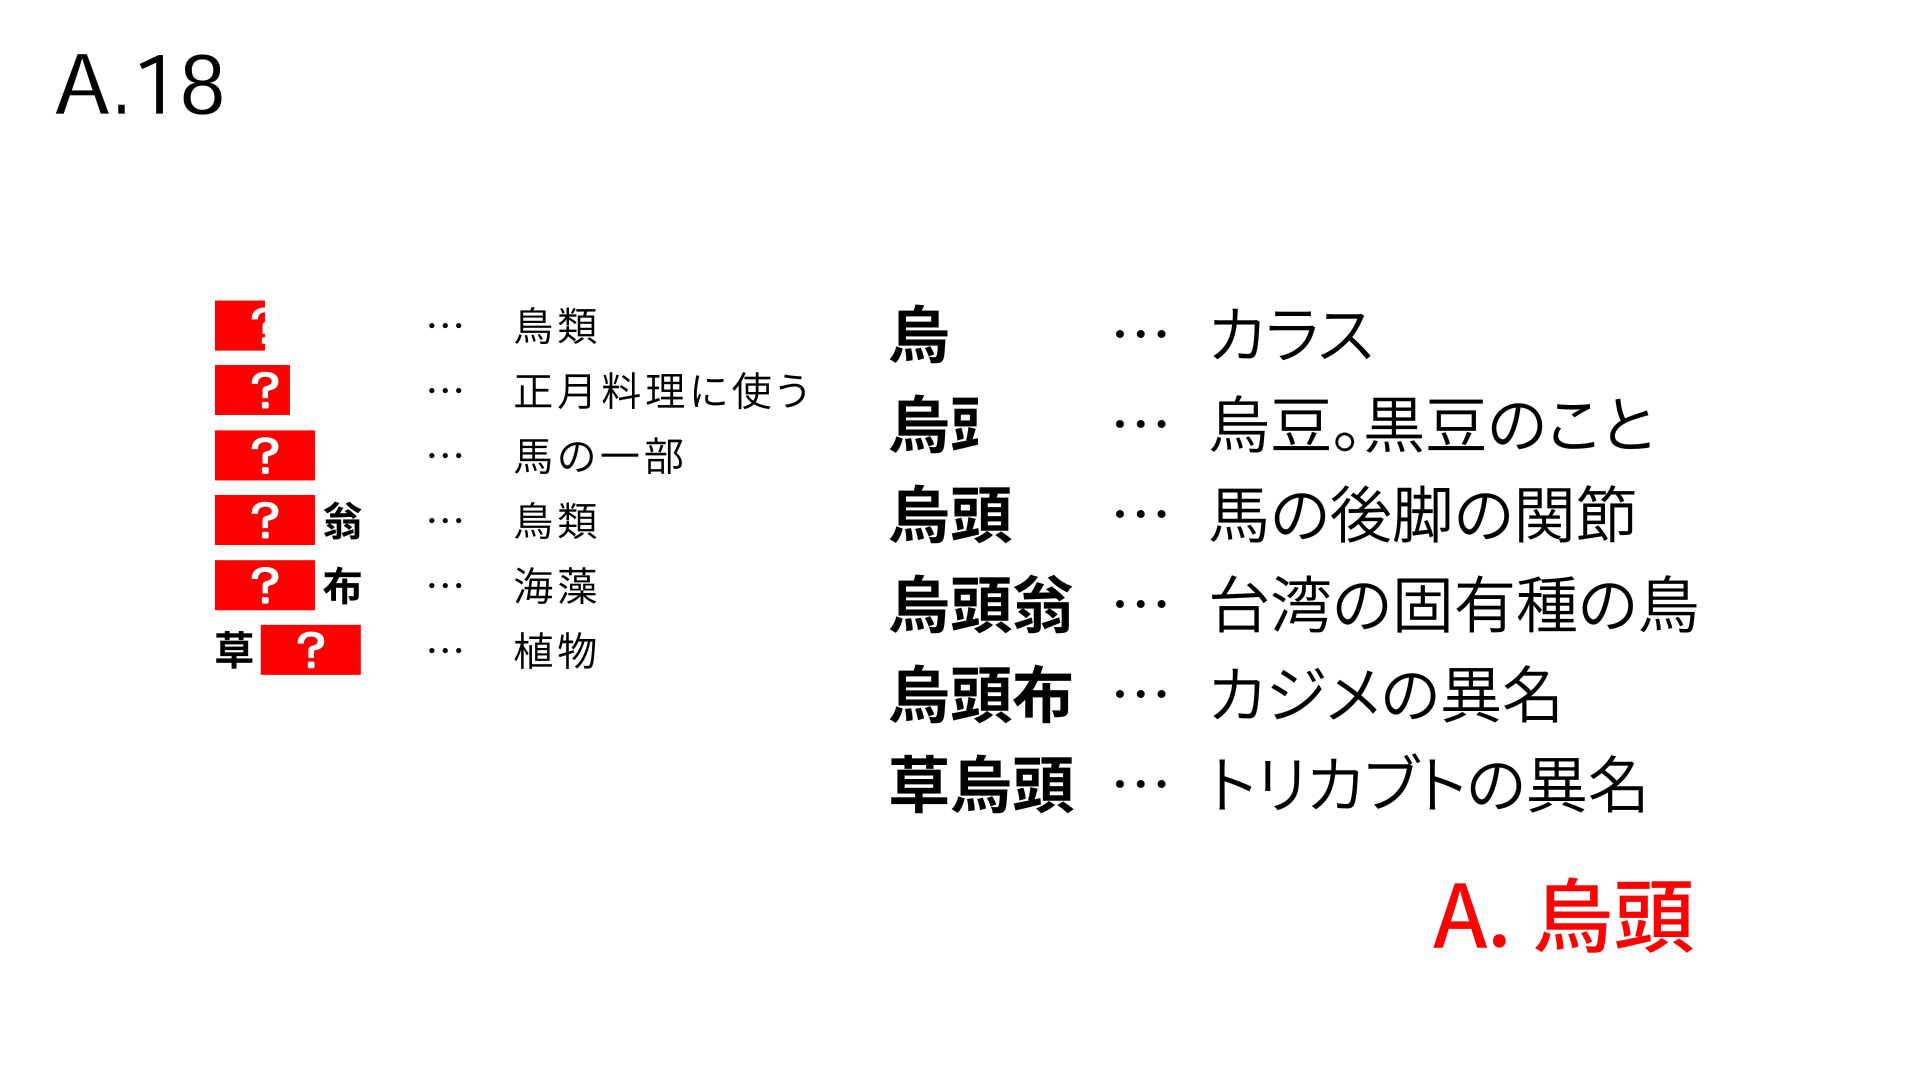 A.18
? … 鳥類
? … 正月料理に使う
? … 馬の一部
?翁 … 鳥類
?布 … 海藻
草? … 植物
烏 … カラス
烏豆 … 烏豆。黒豆のこと
烏頭 … 馬の後脚の関節
烏頭翁 … 台湾の固有種の鳥
烏頭布 … カジメの異名
草烏頭 … トリカブトの異名
A. 烏頭